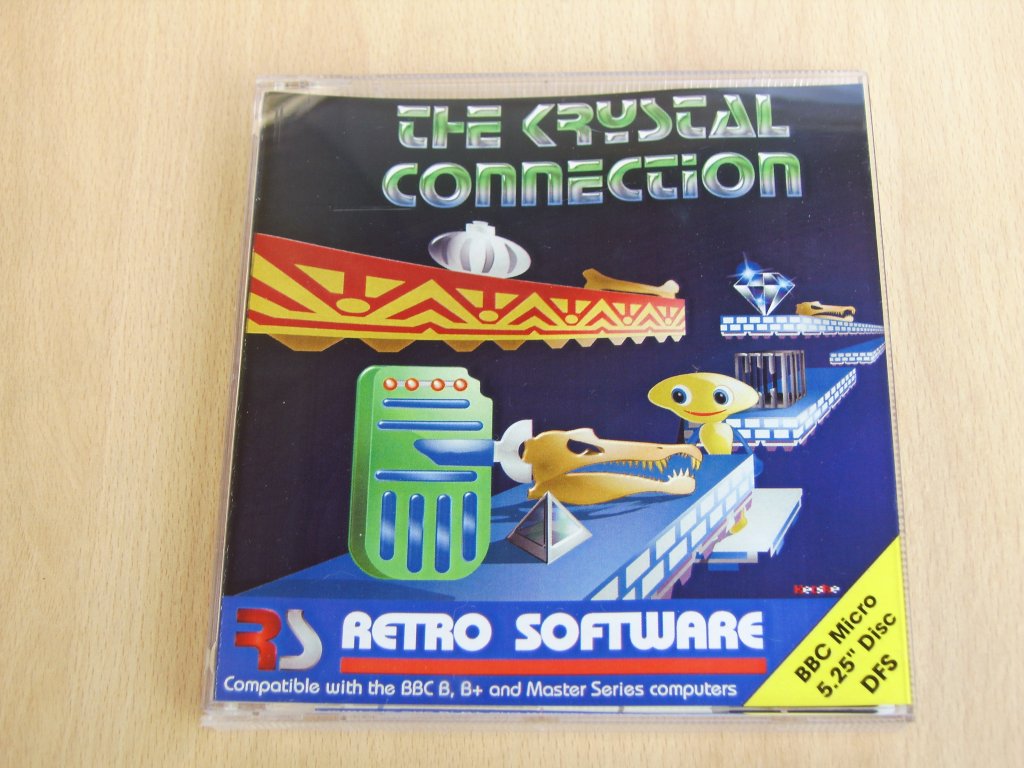 THE KRYSTAL
CONNECTION
RS RETRO SOFTWARE
Compatible with the BBC B, B+ and Master Series computers
BBC Micro
5.25" Disc
DFS